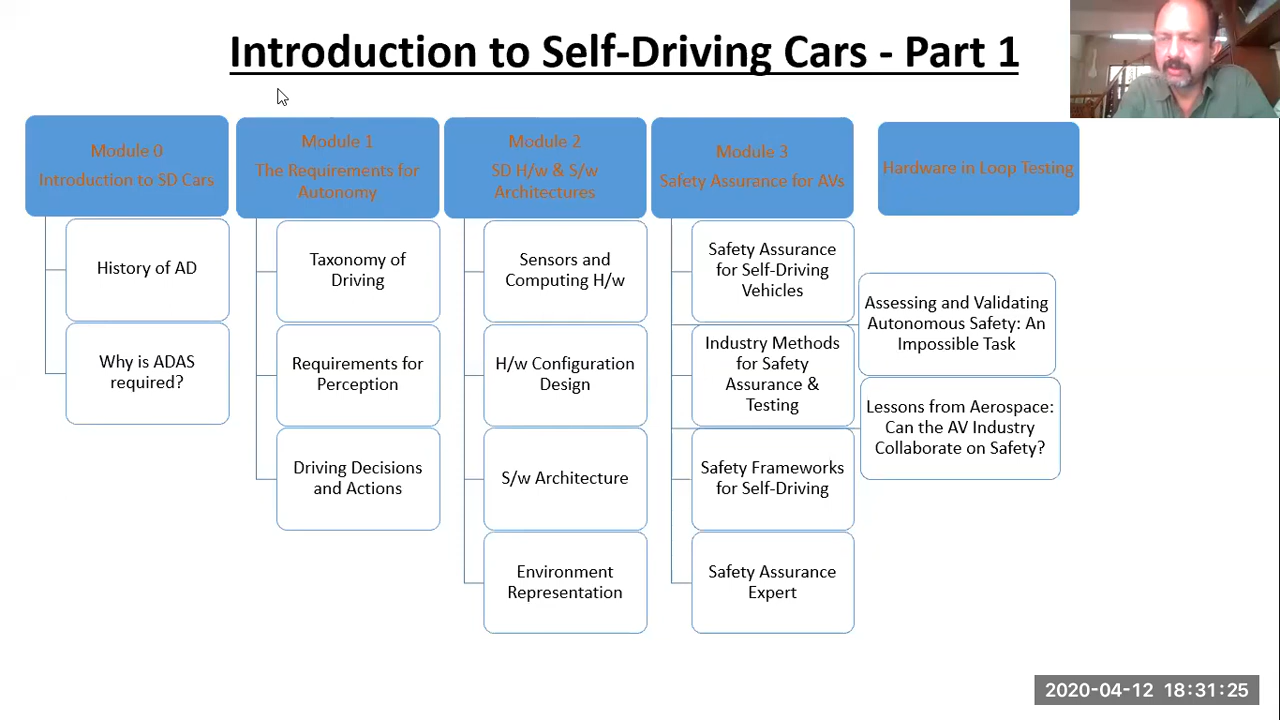 Introduction to Self-Driving Cars - Part 1
Module 0
Introduction to SD Cars
History of AD
Why is ADAS
required?
Module 1
The Requirements for
Autonomy
Taxonomy of
Driving
Requirements for
Perception
Driving Decisions
and Actions
Module 2
SD H/w & S/w
Architectures
Sensors and
Computing H/w
H/w Configuration
Design
S/w Architecture
Environment
Representation
Module 3
Safety Assurance for AVs
Safety Assurance
for Self-Driving
Vehicles
Industry Methods
for Safety
Assurance &
Testing
Safety Frameworks
for Self-Driving
Safety Assurance
Expert
Hardware in Loop Testing
Assessing and Validating
Autonomous Safety: An
Impossible Task
Lessons from Aerospace:
Can the AV Industry
Collaborate on Safety?
2020-04-12 18:31:25